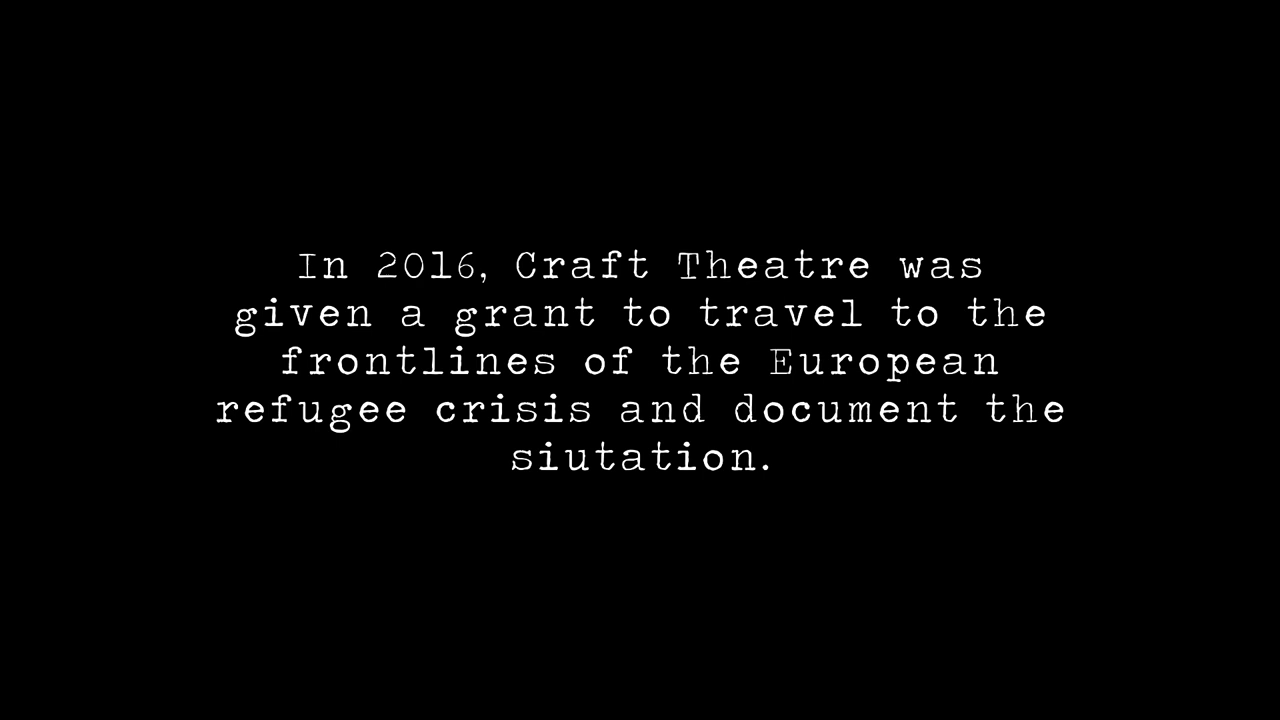 In 2016, Craft Theatre was
given a grant to travel to the
frontlines of the European
refugee crisis and document the
siutation.